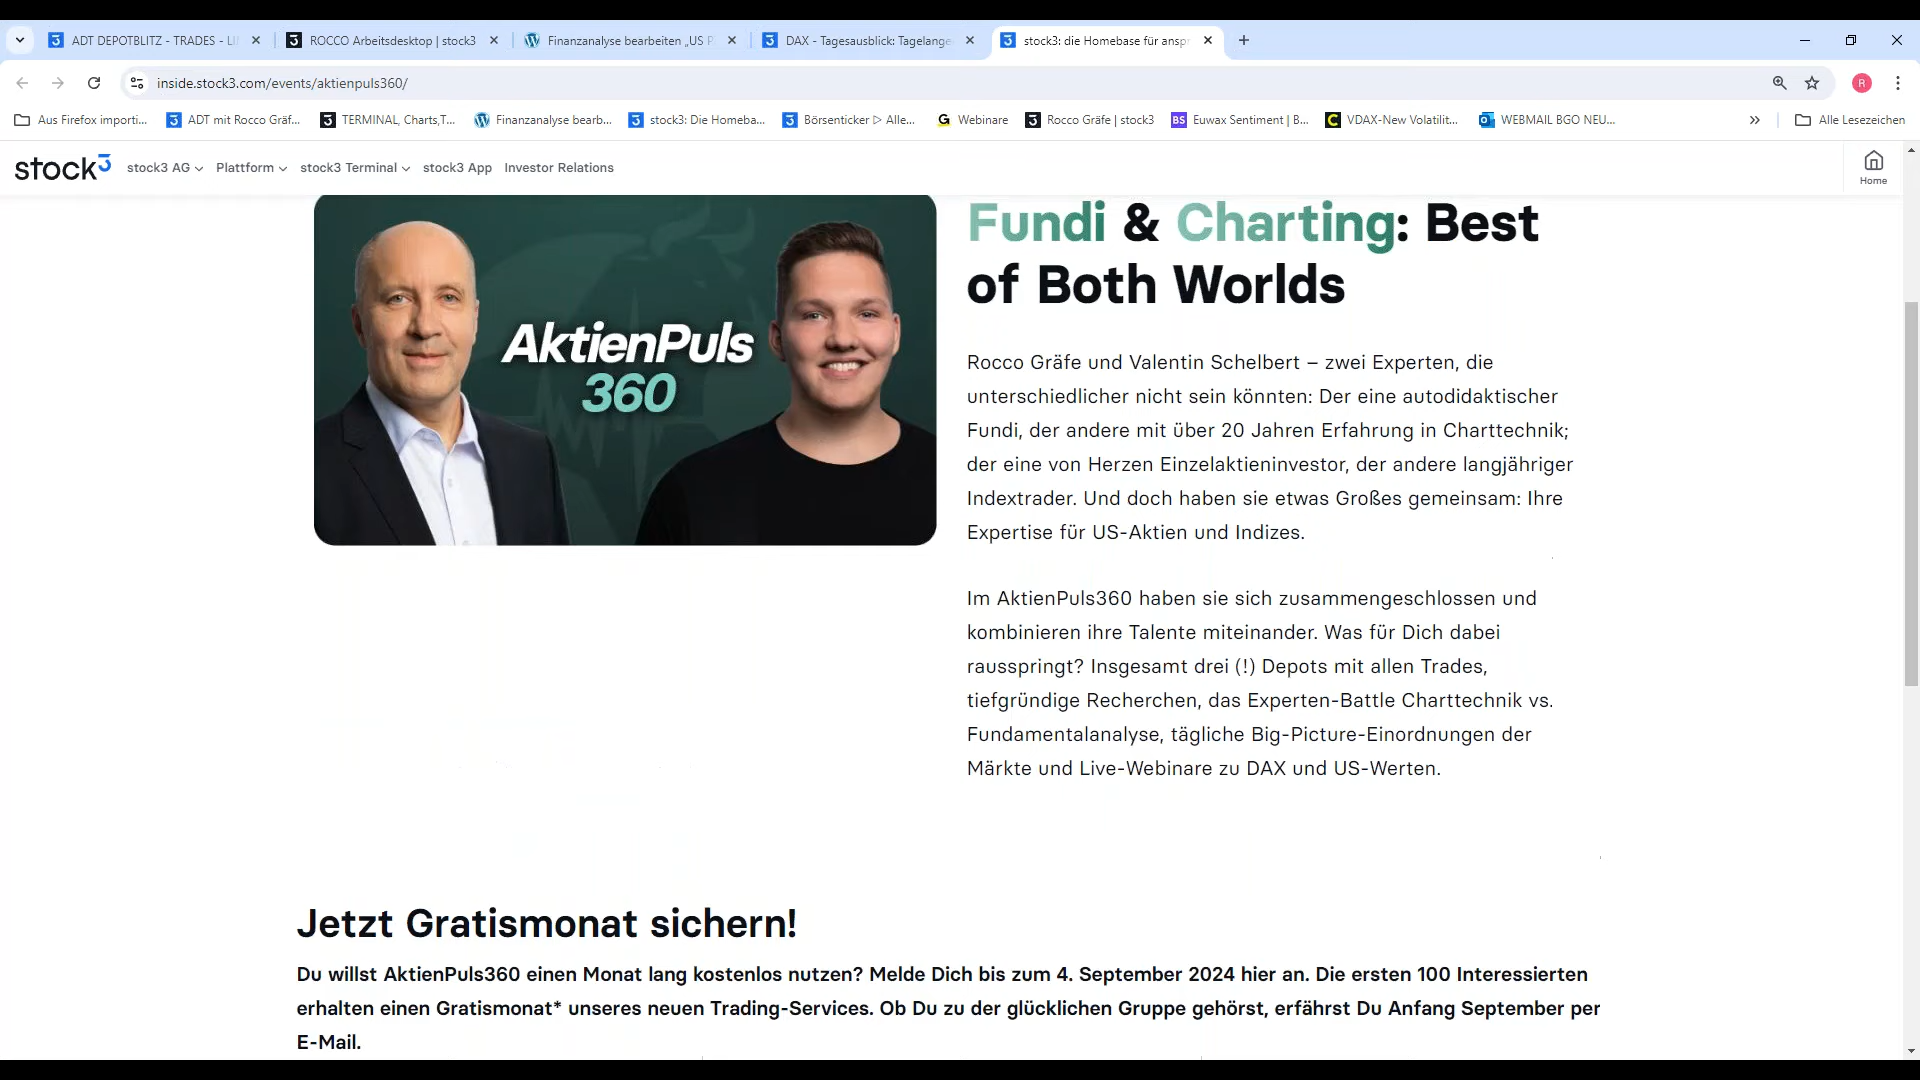 ADT DEPOTBLITZ - TRADES - LI
ROCCO Arbeitsdesktop | stock3
Finanzanalyse bearbeiten „US P
DAX - Tagesausblick: Tagelange
stock3: die Homebase für anspr
inside.stock3.com/events/aktienpuls360/
R
Aus Firefox importi...
ADT mit Rocco Gräf...
TERMINAL, Charts,T...
Finanzanalyse bearb...
stock3: Die Homeba...
Börsenticker ▷ Alle...
Webinare
Rocco Gräfe | stock3
BS Euwax Sentiment | B...
VDAX-New Volatilit...
WEBMAIL BGO NEU...
Alle Lesezeichen
stock3
stock3 AG
Plattform
stock3 Terminal
stock3 App
Investor Relations
Home
AktienPuls
360
Fundi & Charting: Best
of Both Worlds
Rocco Gräfe und Valentin Schelbert – zwei Experten, die
unterschiedlicher nicht sein könnten: Der eine autodidaktischer
Fundi, der andere mit über 20 Jahren Erfahrung in Charttechnik;
der eine von Herzen Einzelaktieninvestor, der andere langjähriger
Indextrader. Und doch haben sie etwas Großes gemeinsam: Ihre
Expertise für US-Aktien und Indizes.
Im AktienPuls360 haben sie sich zusammengeschlossen und
kombinieren ihre Talente miteinander. Was für Dich dabei
rausspringt? Insgesamt drei (!) Depots mit allen Trades,
tiefgründige Recherchen, das Experten-Battle Charttechnik vs.
Fundamentalanalyse, tägliche Big-Picture-Einordnungen der
Märkte und Live-Webinare zu DAX und US-Werten.
Jetzt Gratismonat sichern!
Du willst AktienPuls360 einen Monat lang kostenlos nutzen? Melde Dich bis zum 4. September 2024 hier an. Die ersten 100 Interessierten
erhalten einen Gratismonat* unseres neuen Trading-Services. Ob Du zu der glücklichen Gruppe gehörst, erfährst Du Anfang September per
E-Mail.